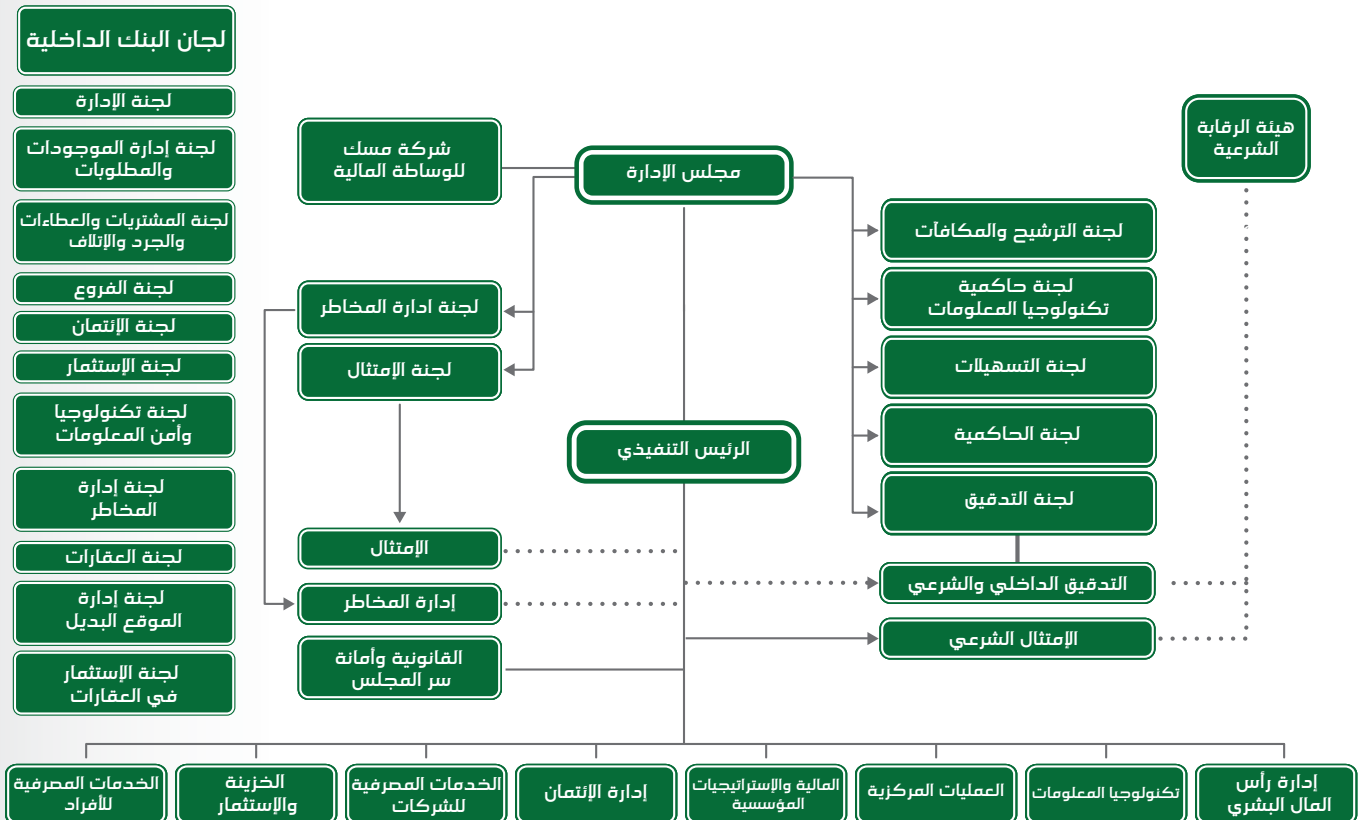 لجان البنك الداخلية
لجنة الإدارة
لجنة إدارة الموجودات
والمطلوبات
لجنة المشتريات والعطاءات
والجرد والإتلاف
لجنة الفروع
لجنة الإئتمان
لجنة الإستثمار
لجنة تكنولوجيا
وأمن المعلومات
لجنة إدارة
المخاطر
لجنة العقارات
لجنة إدارة
الموقع البديل
لجنة الإستثمار
في العقارات
هيئة الرقابة
الشرعية
مجلس الإدارة
شركة مسك
للوساطة المالية
لجنة الترشيح والمكافآت
لجنة حاكمية
تكنولوجيا المعلومات
لجنة التسهيلات
لجنة الحاكمية
لجنة التدقيق
التدقيق الداخلي والشرعي
الإمتثال الشرعي
لجنة ادارة المخاطر
لجنة الإمتثال
الرئيس التنفيذي
الإمتثال
إدارة المخاطر
القانونية وأمانة
سر المجلس
إدارة رأس
المال البشري
تكنولوجيا المعلومات
العمليات المركزية
المالية والإستراتيجيات
المؤسسية
إدارة الإئتمان
الخدمات المصرفية
للشركات
الخزينة
والإستثمار
الخدمات المصرفية
للأفراد